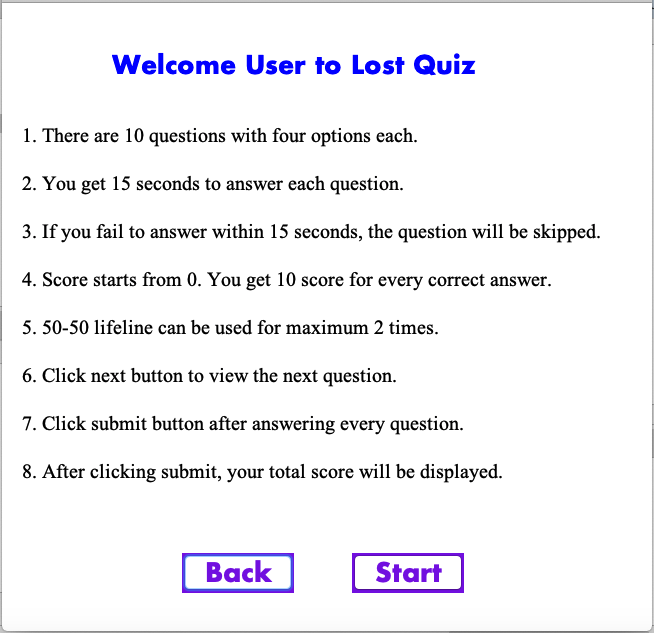 Welcome User to Lost Quiz
1. There are 10 questions with four options each.
2. You get 15 seconds to answer each question.
3. If you fail to answer within 15 seconds, the question will be skipped.
4. Score starts from 0. You get 10 score for every correct answer.
5. 50-50 lifeline can be used for maximum 2 times.
6. Click next button to view the next question.
7. Click submit button after answering every question.
8. After clicking submit, your total score will be displayed.
Back Start